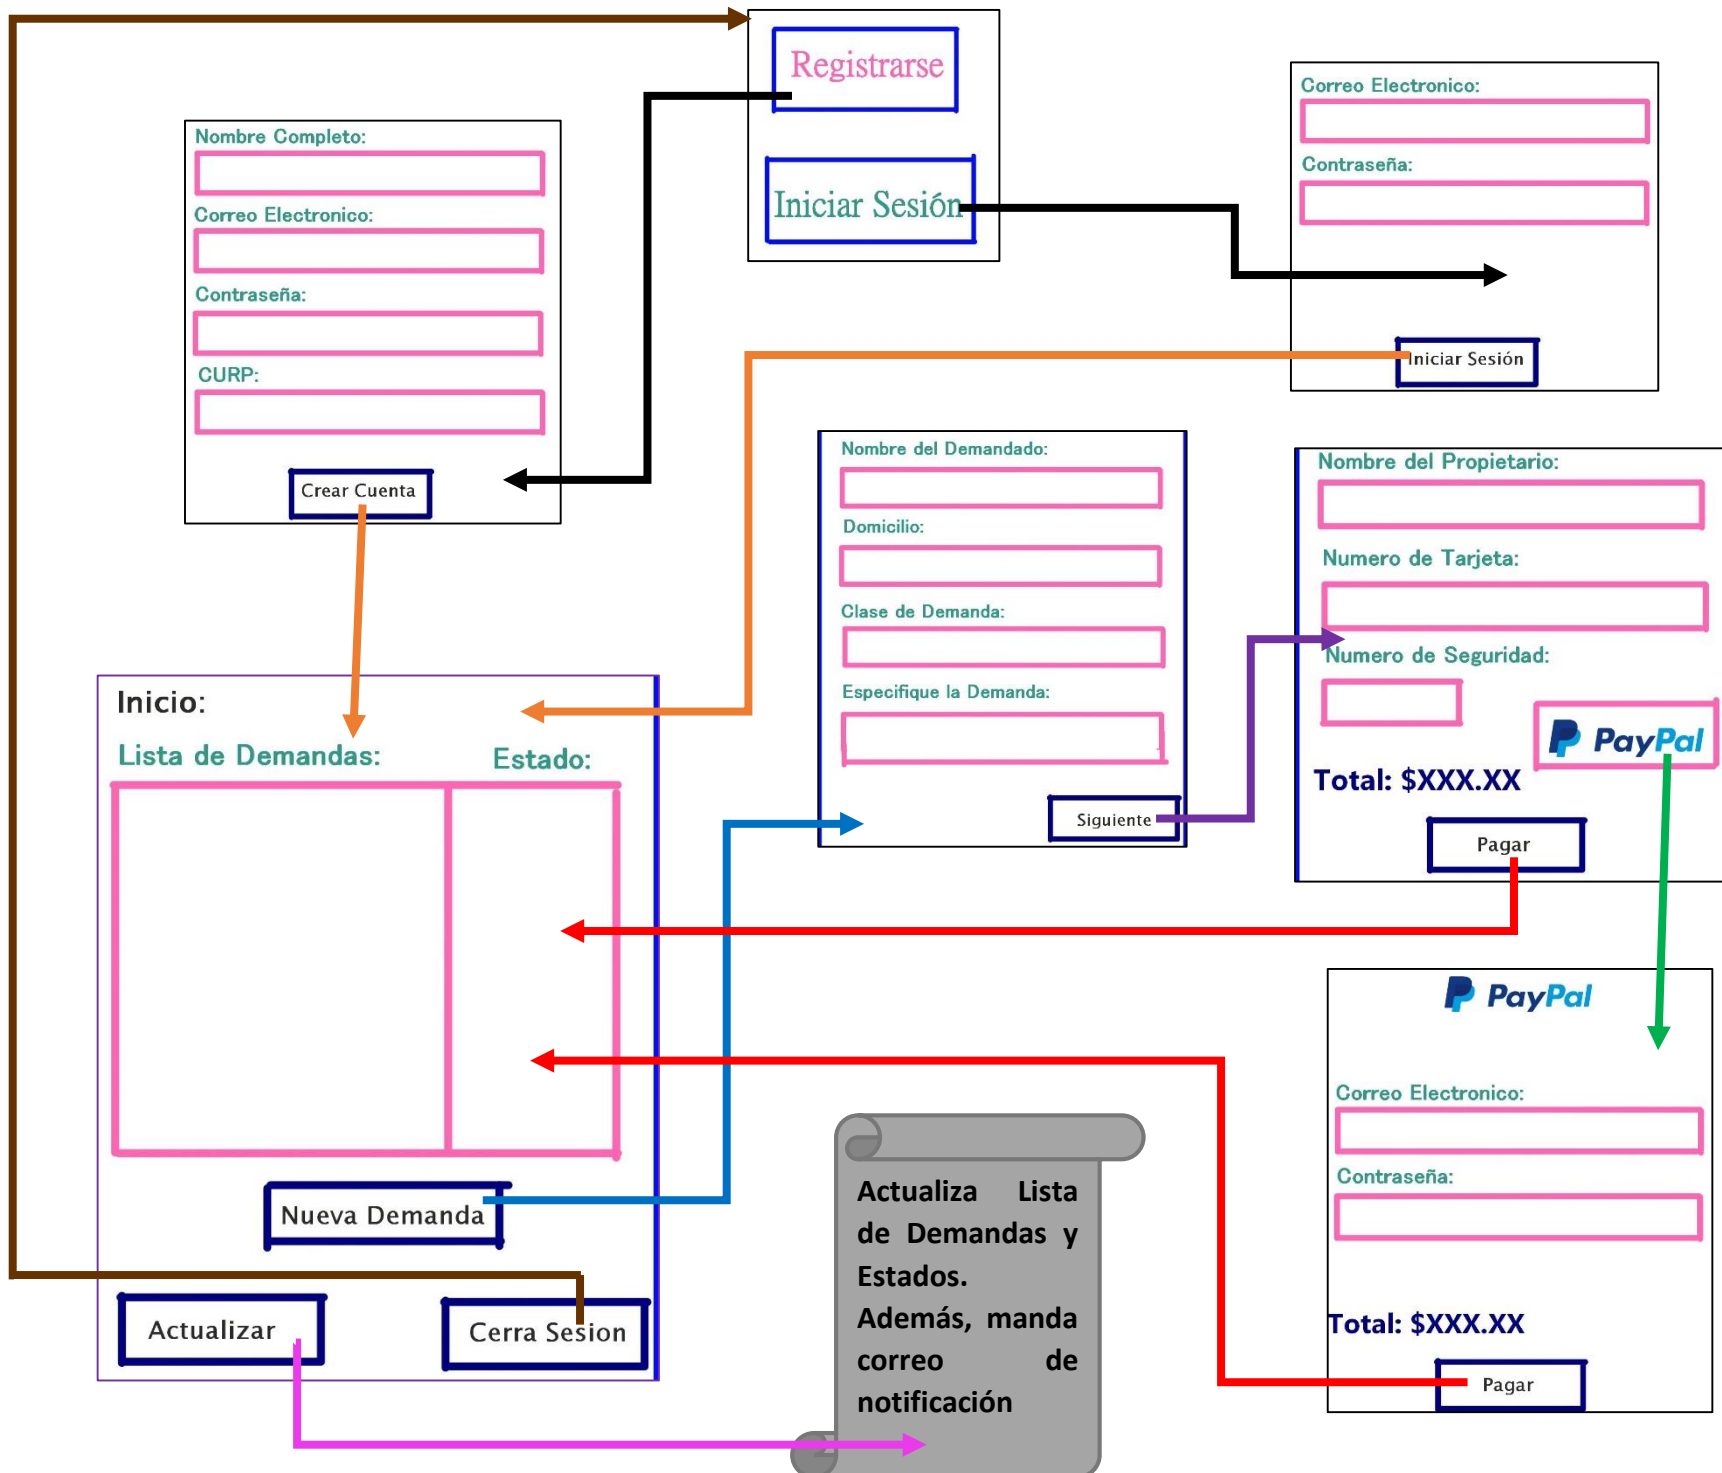 Registrarse
Iniciar Sesión
Correo Electronico:
Contraseña:
Iniciar Sesión
Nombre Completo:
Correo Electronico:
Contraseña:
CURP:
Crear Cuenta
Nombre del Demandado:
Domicilio:
Clase de Demanda:
Especifique la Demanda:
Siguiente
Nombre del Propietario:
Numero de Tarjeta:
Numero de Seguridad:
PayPal
Total: $XXX.XX
Pagar
Inicio:
Lista de Demandas: Estado:
Nueva Demanda
Actualizar Cerra Sesion
Actualiza Lista
de Demandas y
Estados.
Además, manda
correo de
notificación
PayPal
Correo Electronico:
Contraseña:
Total: $XXX.XX
Pagar